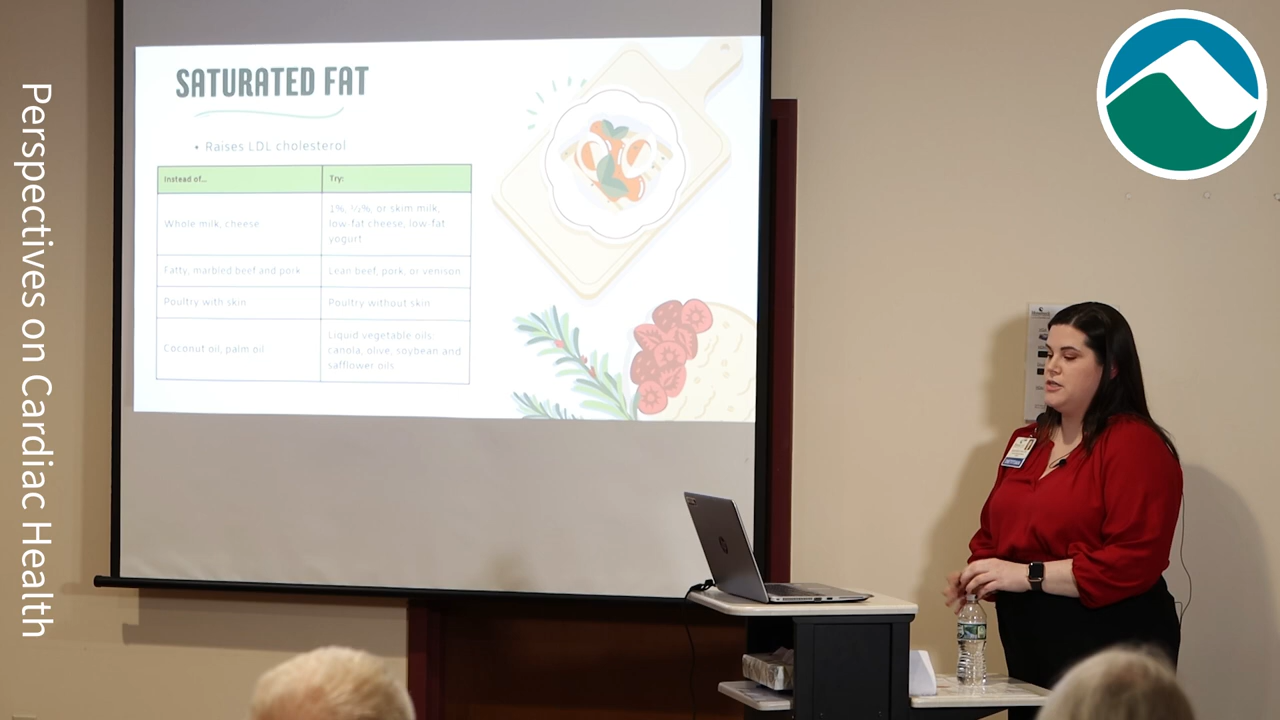 Perspectives on Cardiac Health
SATURATED FAT
• Raises LDL cholesterol
Instead of...
Try:
Whole milk, cheese
1%, ½%, or skim milk,
low-fat cheese, low-fat
yogurt
Fatty, marbled beef and pork
Lean beef, pork, or venison
Poultry with skin
Poultry without skin
Coconut oil, palm oil
Liquid vegetable oils:
canola, olive, soybean and
safflower oils
hp